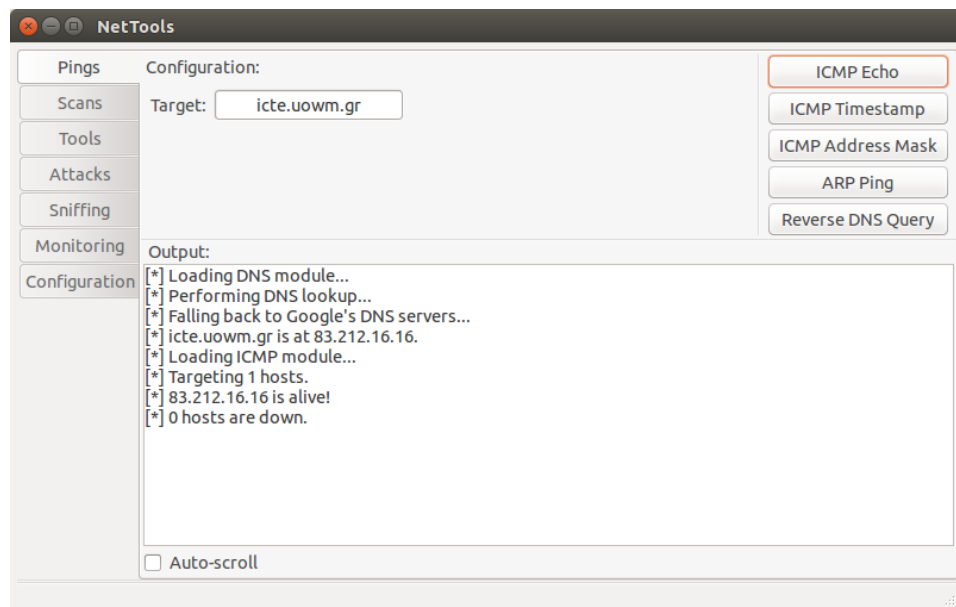 NetTools
Pings
Scans
Tools
Attacks
Sniffing
Monitoring
Configuration
Configuration:
Target: icte.uowm.gr
ICMP Echo
ICMP Timestamp
ICMP Address Mask
ARP Ping
Reverse DNS Query
Output:
[*] Loading DNS module...
[*] Performing DNS lookup...
[*] Falling back to Google's DNS servers...
[*] icte.uowm.gr is at 83.212.16.16.
[*] Loading ICMP module...
[*] Targeting 1 hosts.
[*] 83.212.16.16 is alive!
[*] 0 hosts are down.
Auto-scroll